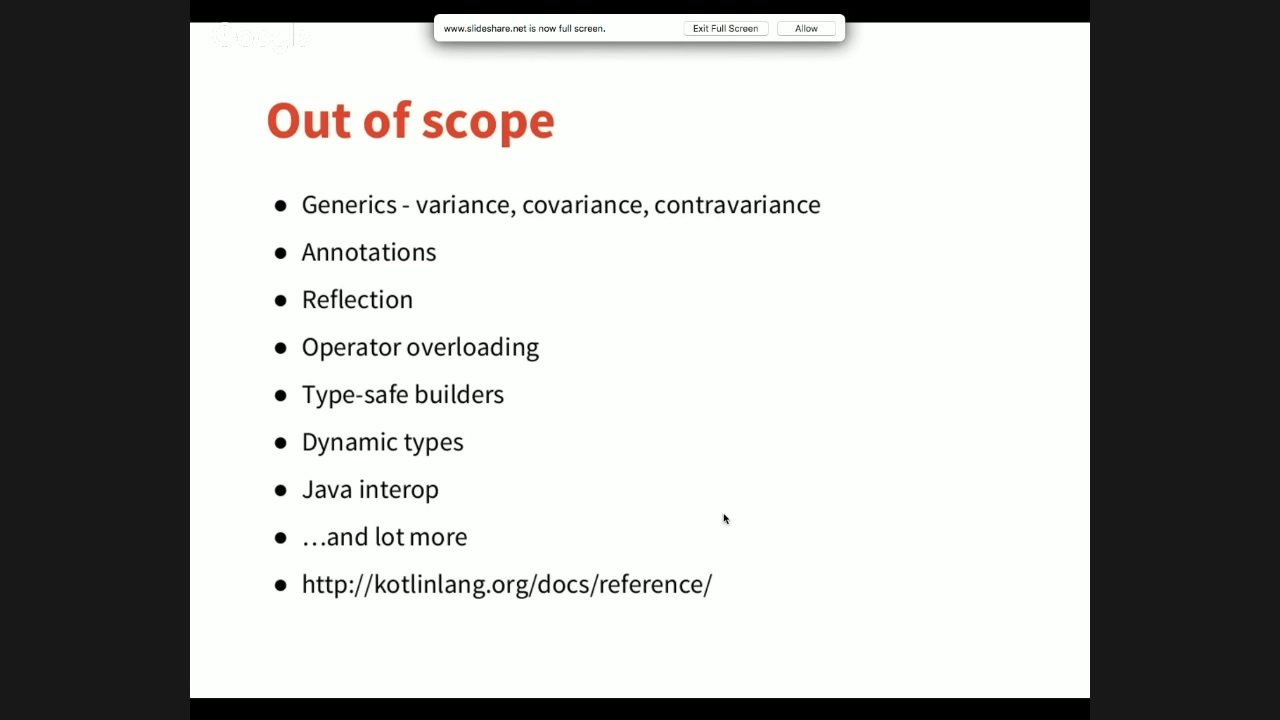 www.slideshare.net is now full screen.
Exit Full Screen
Allow
Google
Out of scope
● Generics - variance, covariance, contravariance
● Annotations
● Reflection
● Operator overloading
● Type-safe builders
● Dynamic types
● Java interop
● …and lot more
● http://kotlinlang.org/docs/reference/